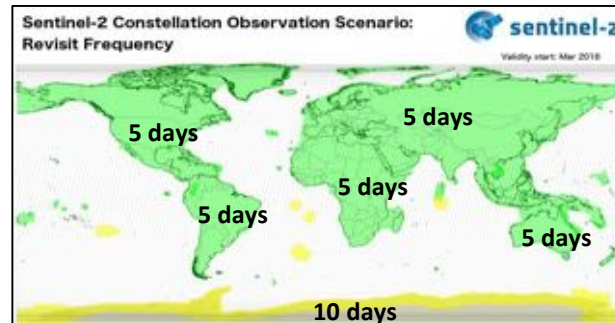 Sentinel-2 Constellation Observation Scenario:
Revisit Frequency
sentinel-2
Validity start: Mar 2018
5 days
5 days
5 days
5 days
5 days
10 days